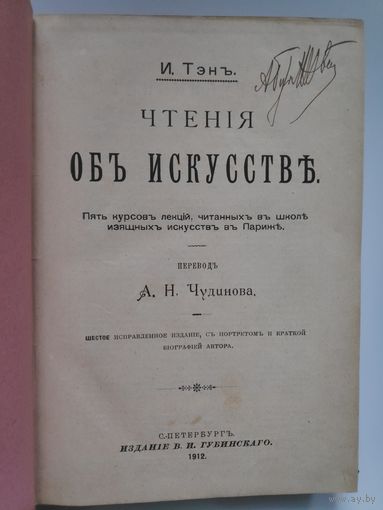 И. Тэнъ.
ЧТЕНІЯ
ОБЪ ИСКУССТВѢ.
Пять курсовъ лекцій, читанныхъ въ школѣ
изящныхъ искусствъ въ Парижѣ.
ПЕРЕВОДЪ
А. Н. Чудинова.
ШЕСТОЕ ИСПРАВЛЕННОЕ ИЗДАНІЕ, СЪ ПОРТРЕТОМЪ И КРАТКОЙ
БІОГРАФІЕЙ АВТОРА.
С.-ПЕТЕРБУРГЪ.
ИЗДАНІЕ В. И. ГУБИНСКАГО.
1912.
www.ay.by